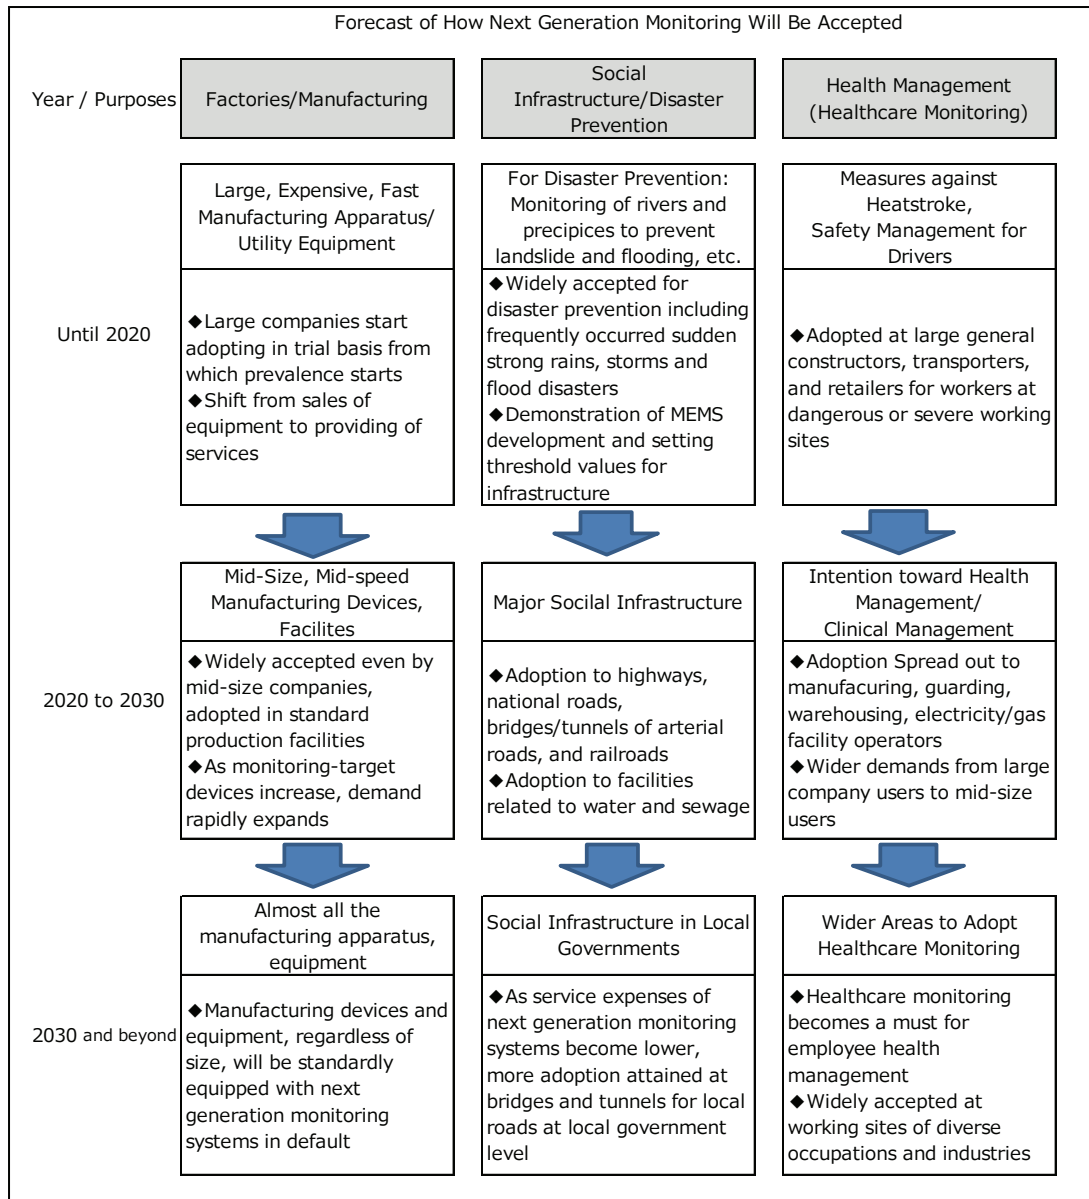 Forecast of How Next Generation Monitoring Will Be Accepted
Year / Purposes
Factories/Manufacturing
Social
Infrastructure/Disaster
Prevention
Health Management
(Healthcare Monitoring)
Until 2020
Large, Expensive, Fast
Manufacturing Apparatus/
Utility Equipment
◆Large companies start
adopting in trial basis from
which prevalence starts
◆Shift from sales of
equipment to providing of
services
For Disaster Prevention:
Monitoring of rivers and
precipices to prevent
landslide and flooding, etc.
◆Widely accepted for
disaster prevention including
frequently occurred sudden
strong rains, storms and
flood disasters
◆Demonstration of MEMS
development and setting
threshold values for
infrastructure
Measures against
Heatstroke,
Safety Management for
Drivers
◆Adopted at large general
constructors, transporters,
and retailers for workers at
dangerous or severe working
sites
2020 to 2030
Mid-Size, Mid-speed
Manufacturing Devices,
Facilites
◆Widely accepted even by
mid-size companies,
adopted in standard
production facilities
◆As monitoring-target
devices increase, demand
rapidly expands
Major Socilal Infrastructure
◆Adoption to highways,
national roads,
bridges/tunnels of arterial
roads, and railroads
◆Adoption to facilities
related to water and sewage
Intention toward Health
Management/
Clinical Management
◆Adoption Spread out to
manufacuring, guarding,
warehousing, electricity/gas
facility operators
◆Wider demands from large
company users to mid-size
users
2030 and beyond
Almost all the
manufacturing apparatus,
equipment
◆Manufacturing devices and
equipment, regardless of
size, will be standardly
equipped with next
generation monitoring
systems in default
Social Infrastructure in Local
Governments
◆As service expenses of
next generation monitoring
systems become lower,
more adoption attained at
bridges and tunnels for local
roads at local government
level
Wider Areas to Adopt
Healthcare Monitoring
◆Healthcare monitoring
becomes a must for
employee health
management
◆Widely accepted at
working sites of diverse
occupations and industries